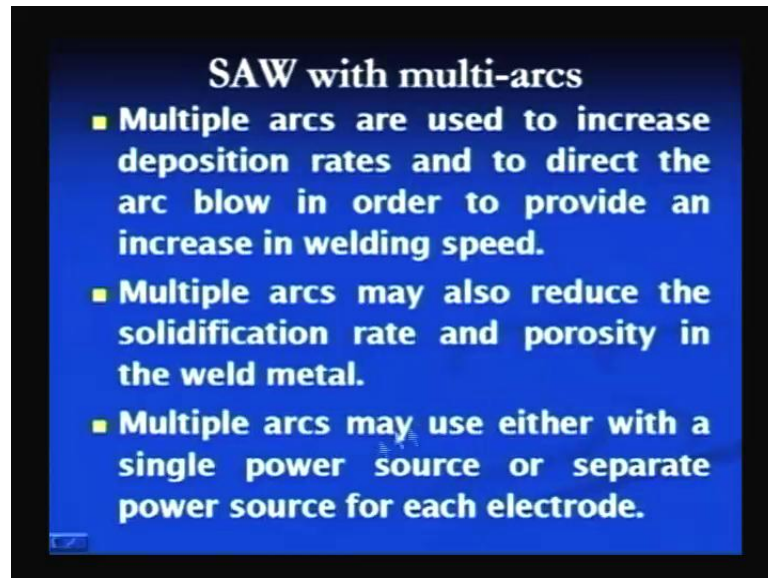 SAW with multi-arcs
Multiple arcs are used to increase
deposition rates and to direct the
arc blow in order to provide an
increase in welding speed.
Multiple arcs may also reduce the
solidification rate and porosity in
the weld metal.
Multiple arcs may use either with a
single power source or separate
power source for each electrode.